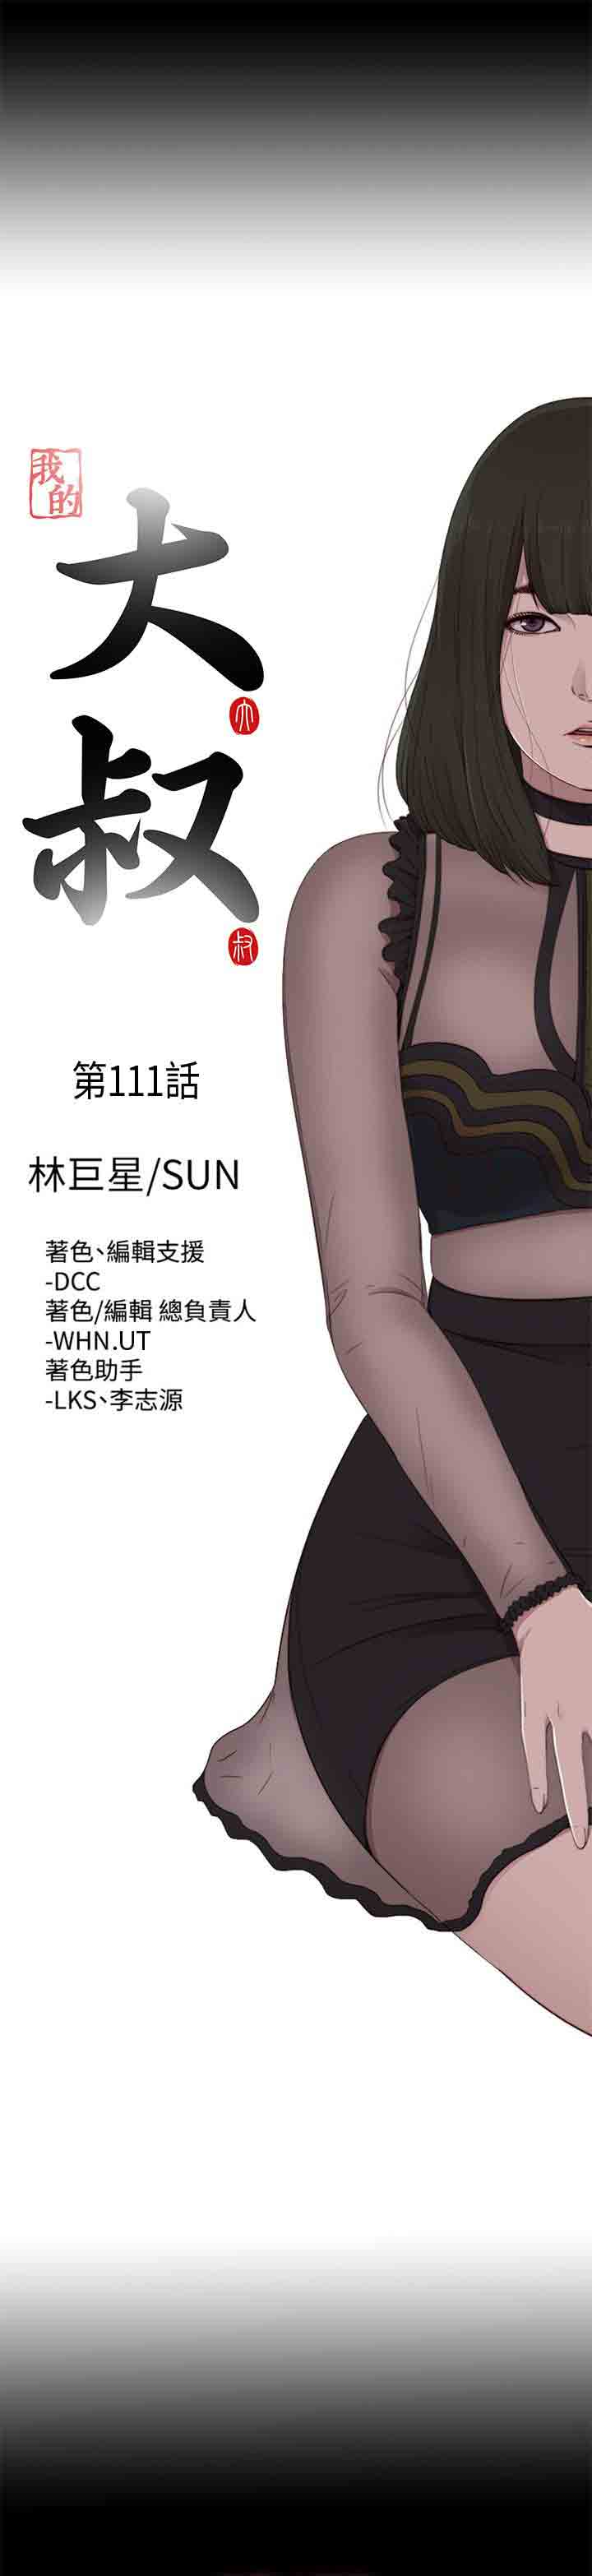 我的
大
大
叔
叔
第111話
林巨星/SUN
著色、編輯支援
-DCC
著色/編輯 總負責人
-WHN.UT
著色助手
-LKS、李志源